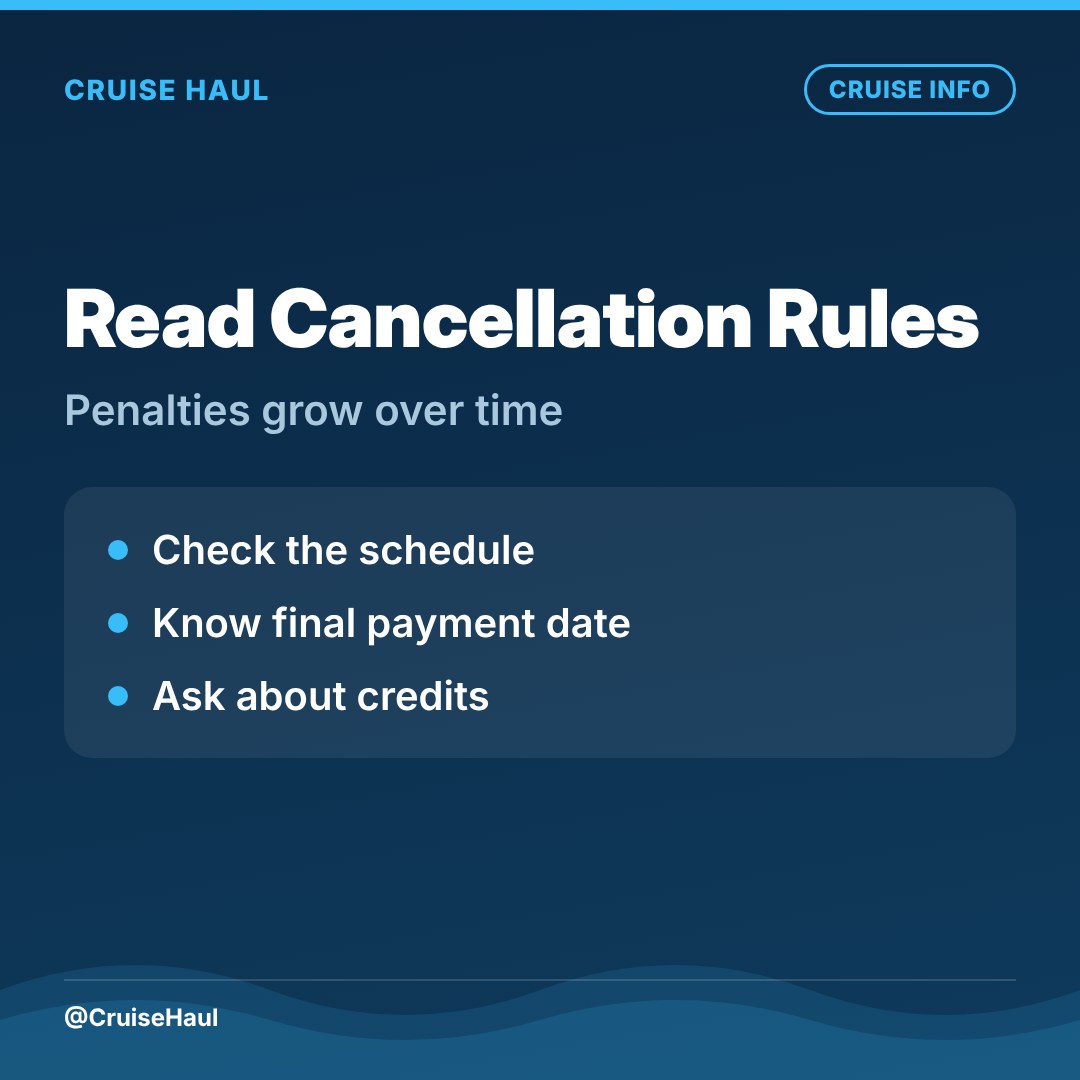 CRUISE HAUL
CRUISE INFO
Read Cancellation Rules
Penalties grow over time
Check the schedule
Know final payment date
Ask about credits
@CruiseHaul